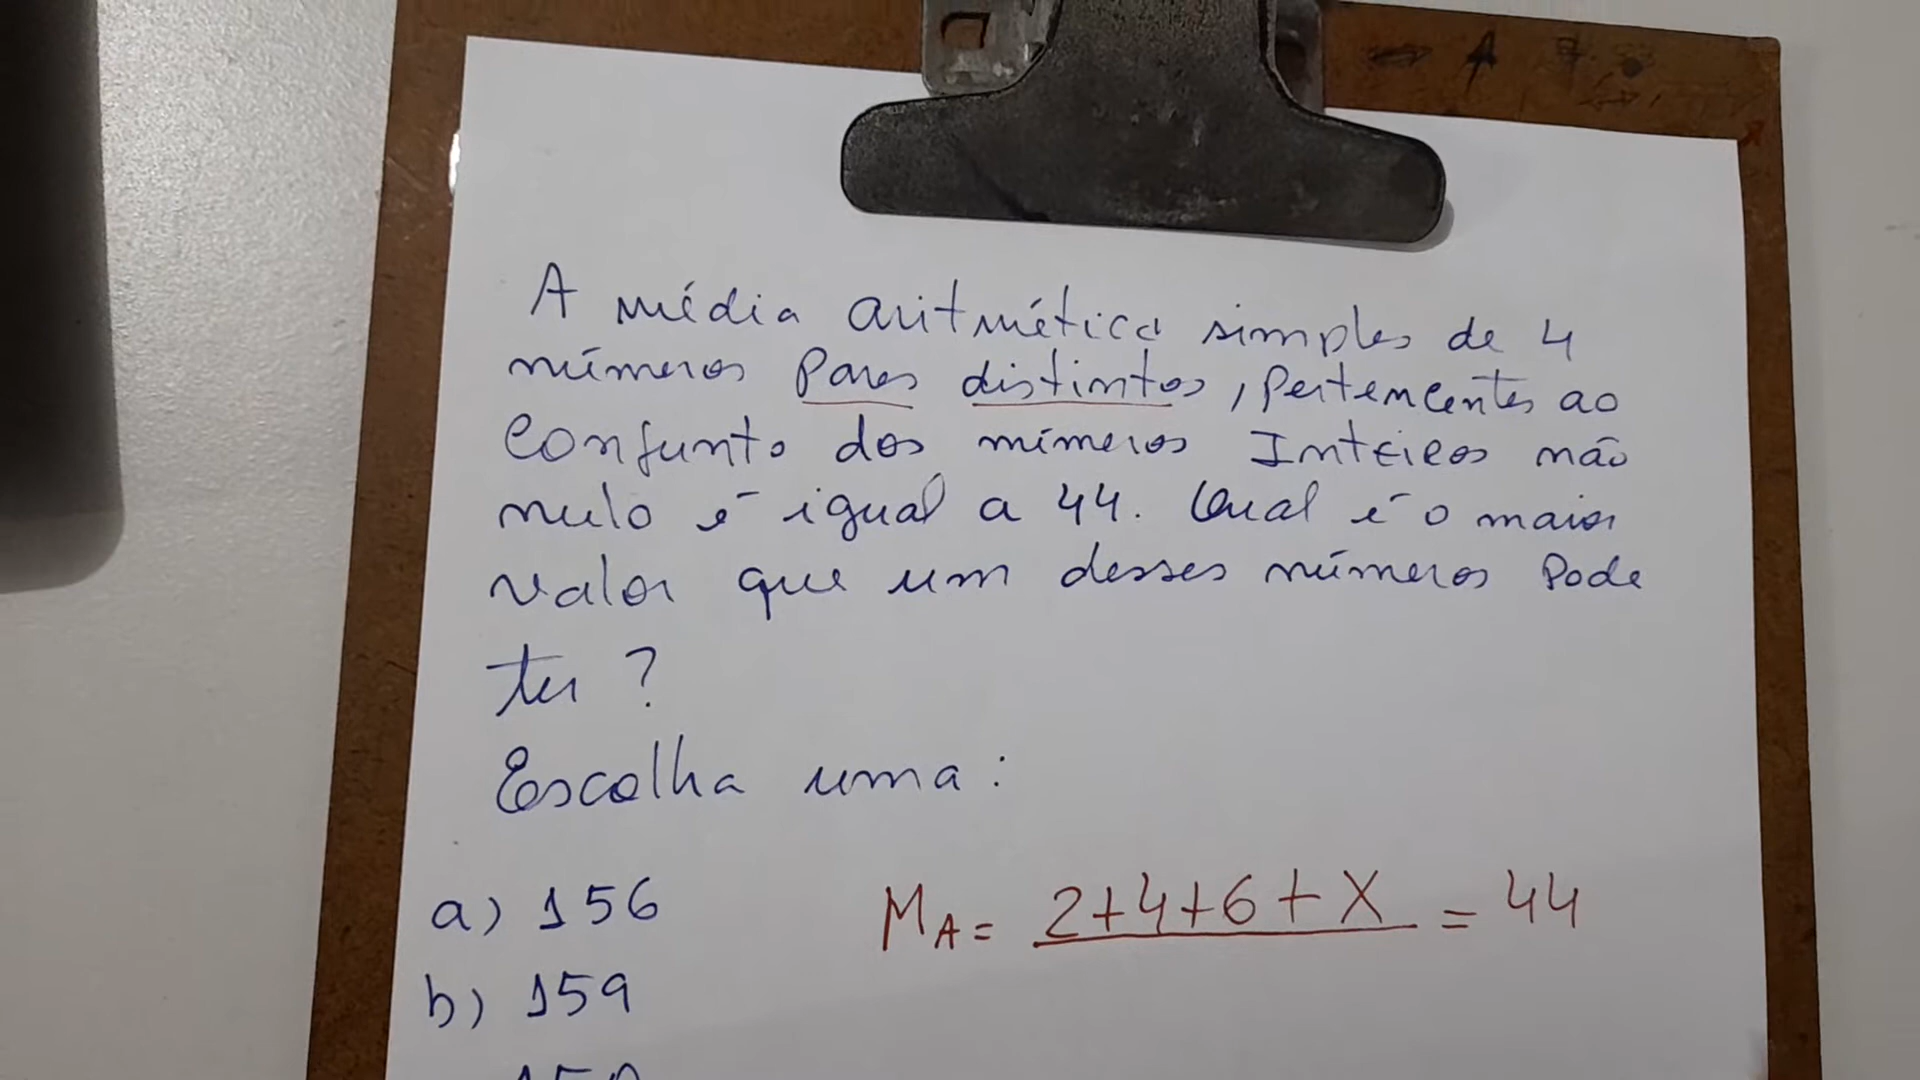 A média aritmética simples de 4
números Pares distintos, Pertencentes ao
Conjunto dos números Inteiros não
nulo é igual a 44. Qual é o maior
valor que um desses números Pode
ter?
Escolha uma:
a) 156
M_A = 2+4+6+X = 44
b) 159